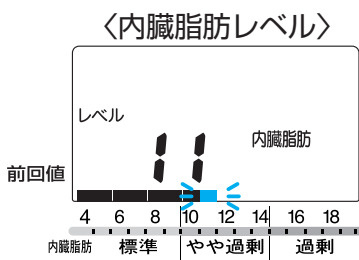 〈内臓脂肪レベル〉
レベル
11
内臓脂肪
前回値
4 6 8 10 12 14 16 18
内臓脂肪 標準 やや過剰 過剰